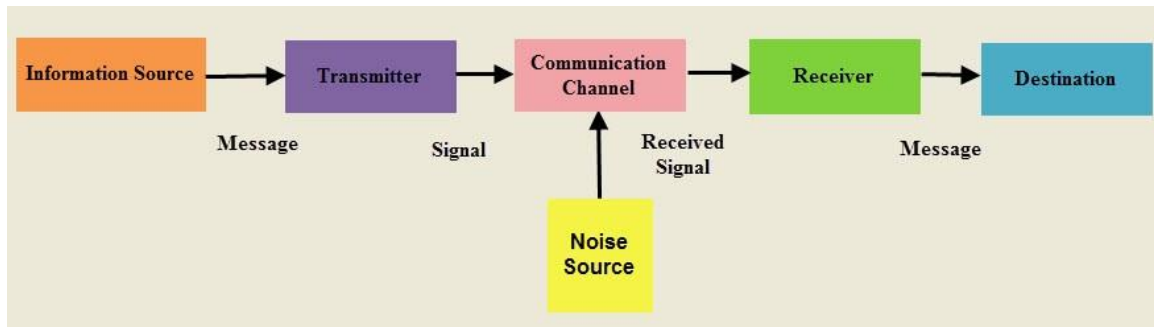 Information Source
Transmitter
Communication
Channel
Receiver
Destination
Message
Signal
Received
Signal
Message
Noise
Source